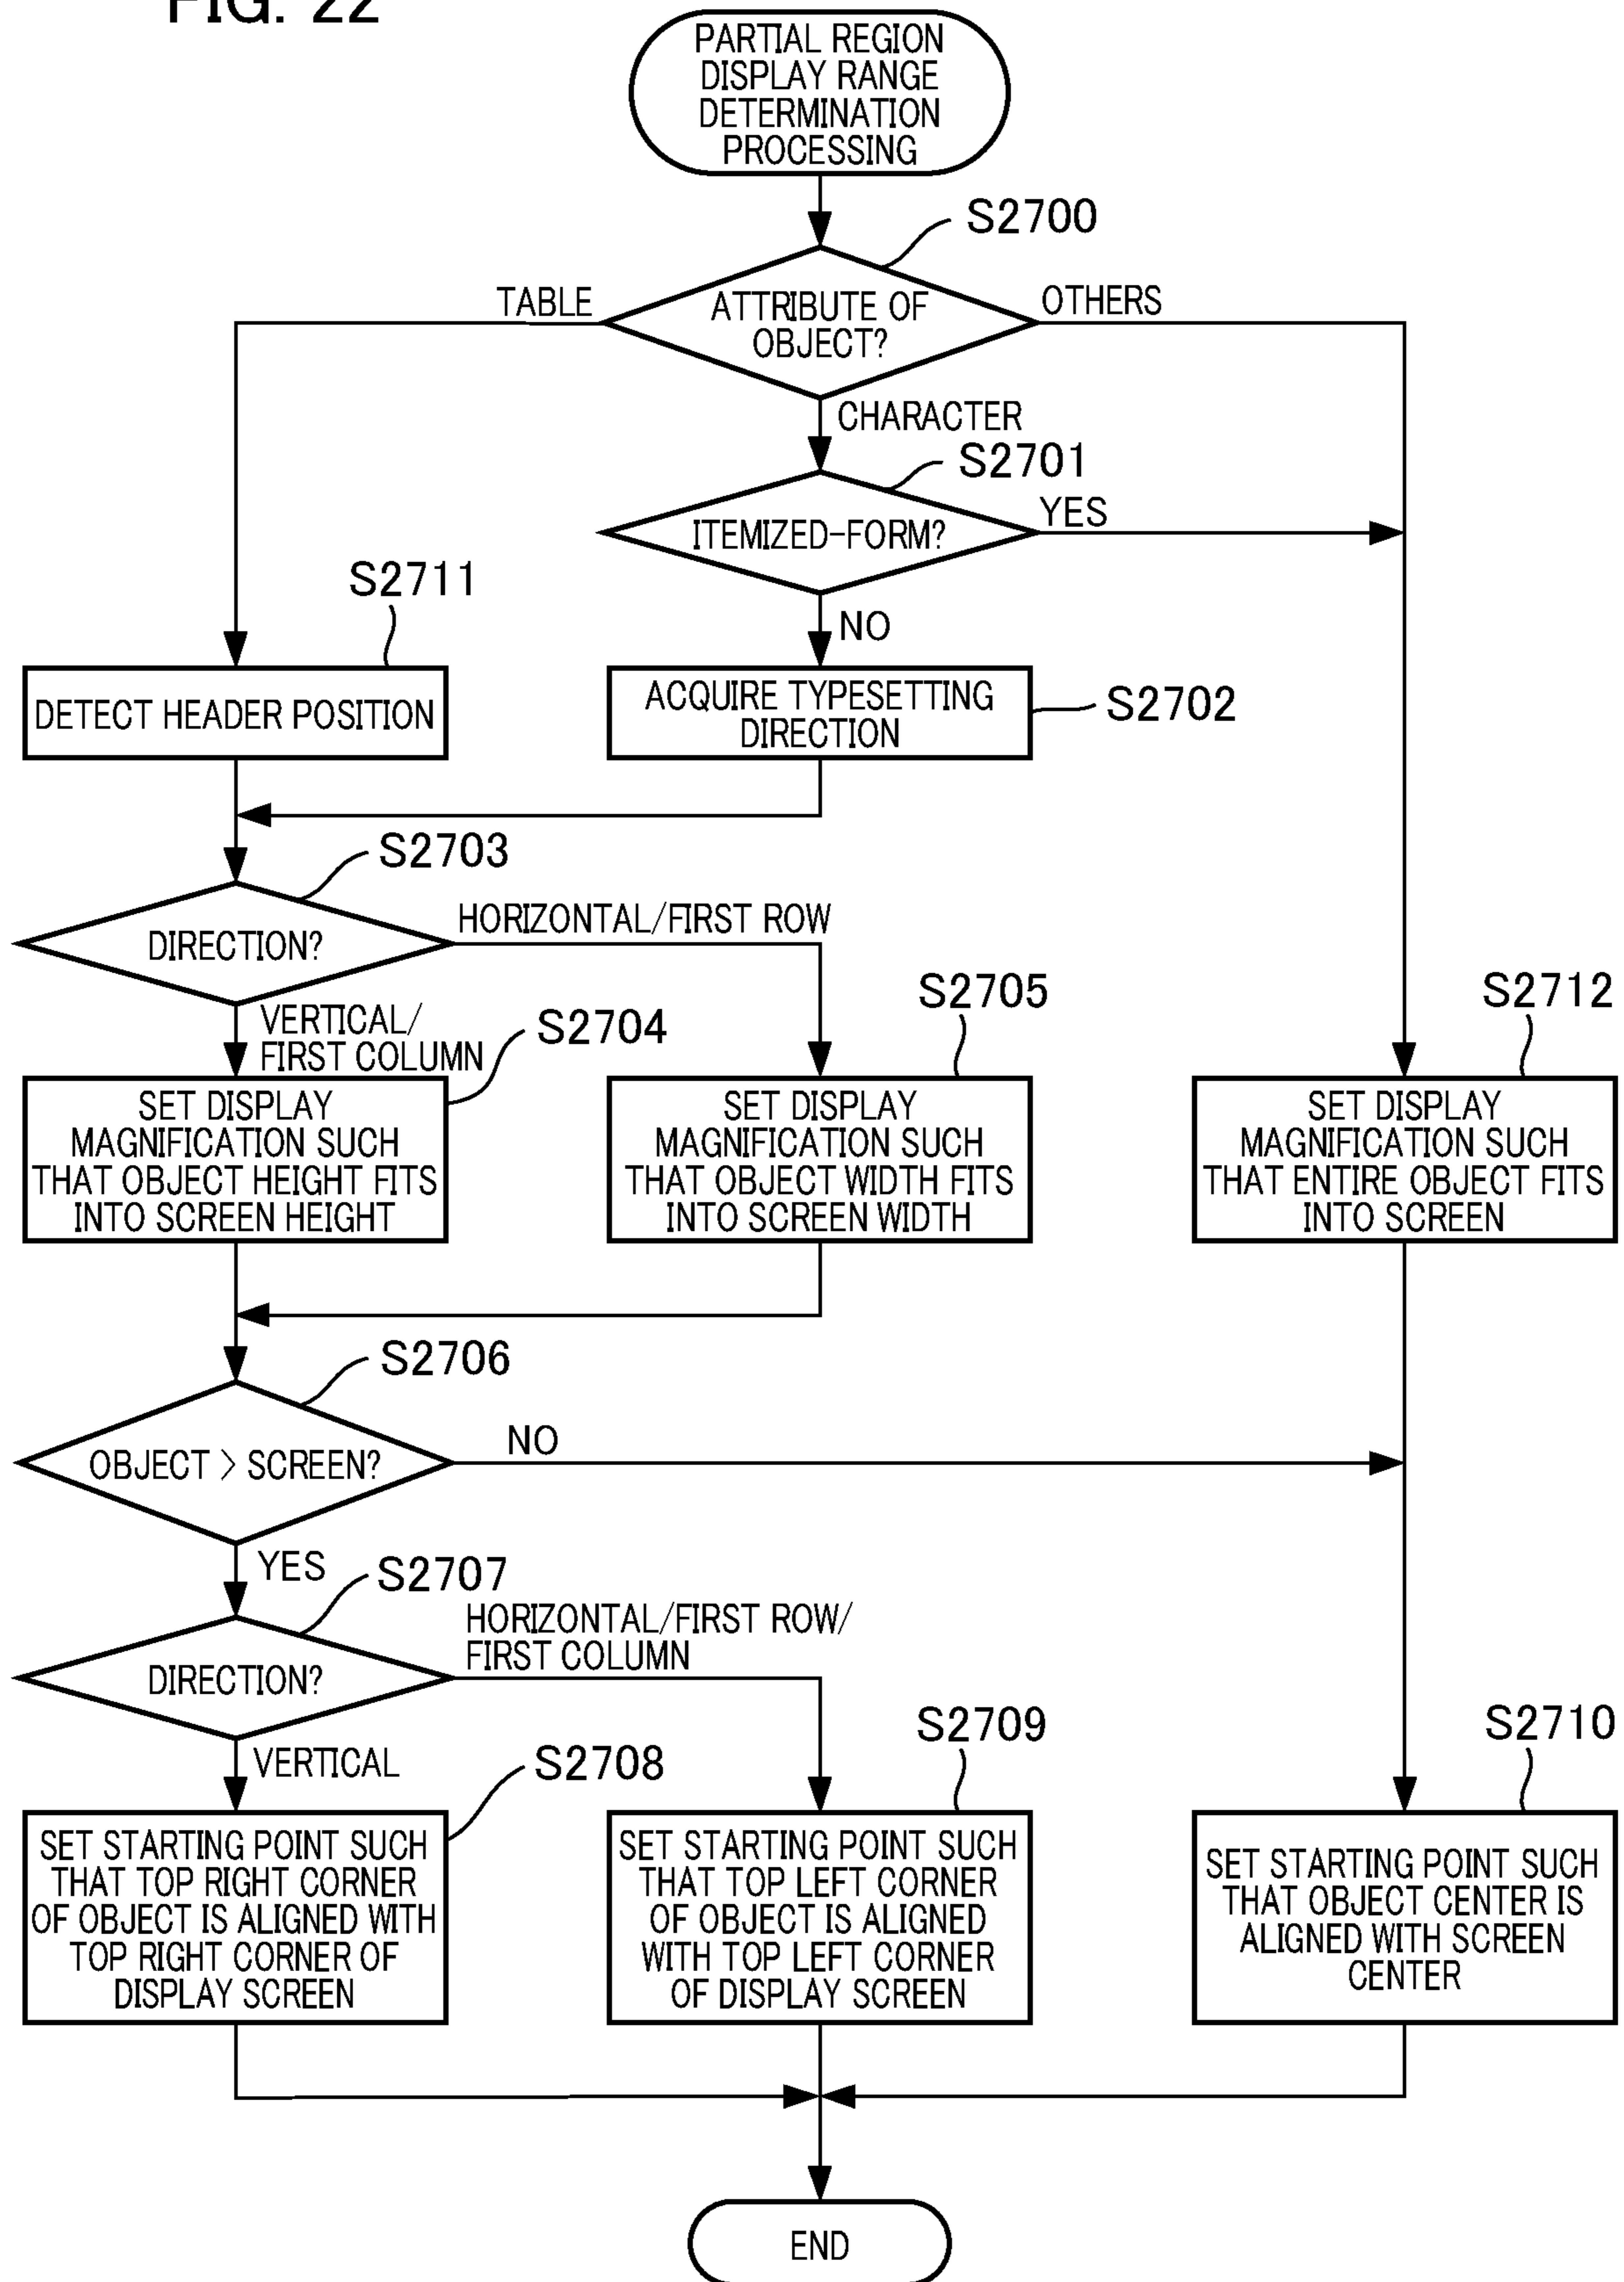 FIG. 22
PARTIAL REGION
DISPLAY RANGE
DETERMINATION
PROCESSING
S2700
TABLE
ATTRIBUTE OF
OBJECT?
OTHERS
CHARACTER
S2701
ITEMIZED-FORM?
YES
S2711
NO
DETECT HEADER POSITION
ACQUIRE TYPESETTING
DIRECTION
S2702
S2703
DIRECTION?
HORIZONTAL/FIRST ROW
VERTICAL/
FIRST COLUMN
S2704
S2705
S2712
SET DISPLAY
MAGNIFICATION SUCH
THAT OBJECT HEIGHT FITS
INTO SCREEN HEIGHT
SET DISPLAY
MAGNIFICATION SUCH
THAT OBJECT WIDTH FITS
INTO SCREEN WIDTH
SET DISPLAY
MAGNIFICATION SUCH
THAT ENTIRE OBJECT FITS
INTO SCREEN
S2706
OBJECT > SCREEN?
NO
YES
S2707
DIRECTION?
HORIZONTAL/FIRST ROW/
FIRST COLUMN
VERTICAL
S2708
S2709
S2710
SET STARTING POINT SUCH
THAT TOP RIGHT CORNER
OF OBJECT IS ALIGNED WITH
TOP RIGHT CORNER OF
DISPLAY SCREEN
SET STARTING POINT SUCH
THAT TOP LEFT CORNER
OF OBJECT IS ALIGNED
WITH TOP LEFT CORNER
OF DISPLAY SCREEN
SET STARTING POINT SUCH
THAT OBJECT CENTER IS
ALIGNED WITH SCREEN
CENTER
END